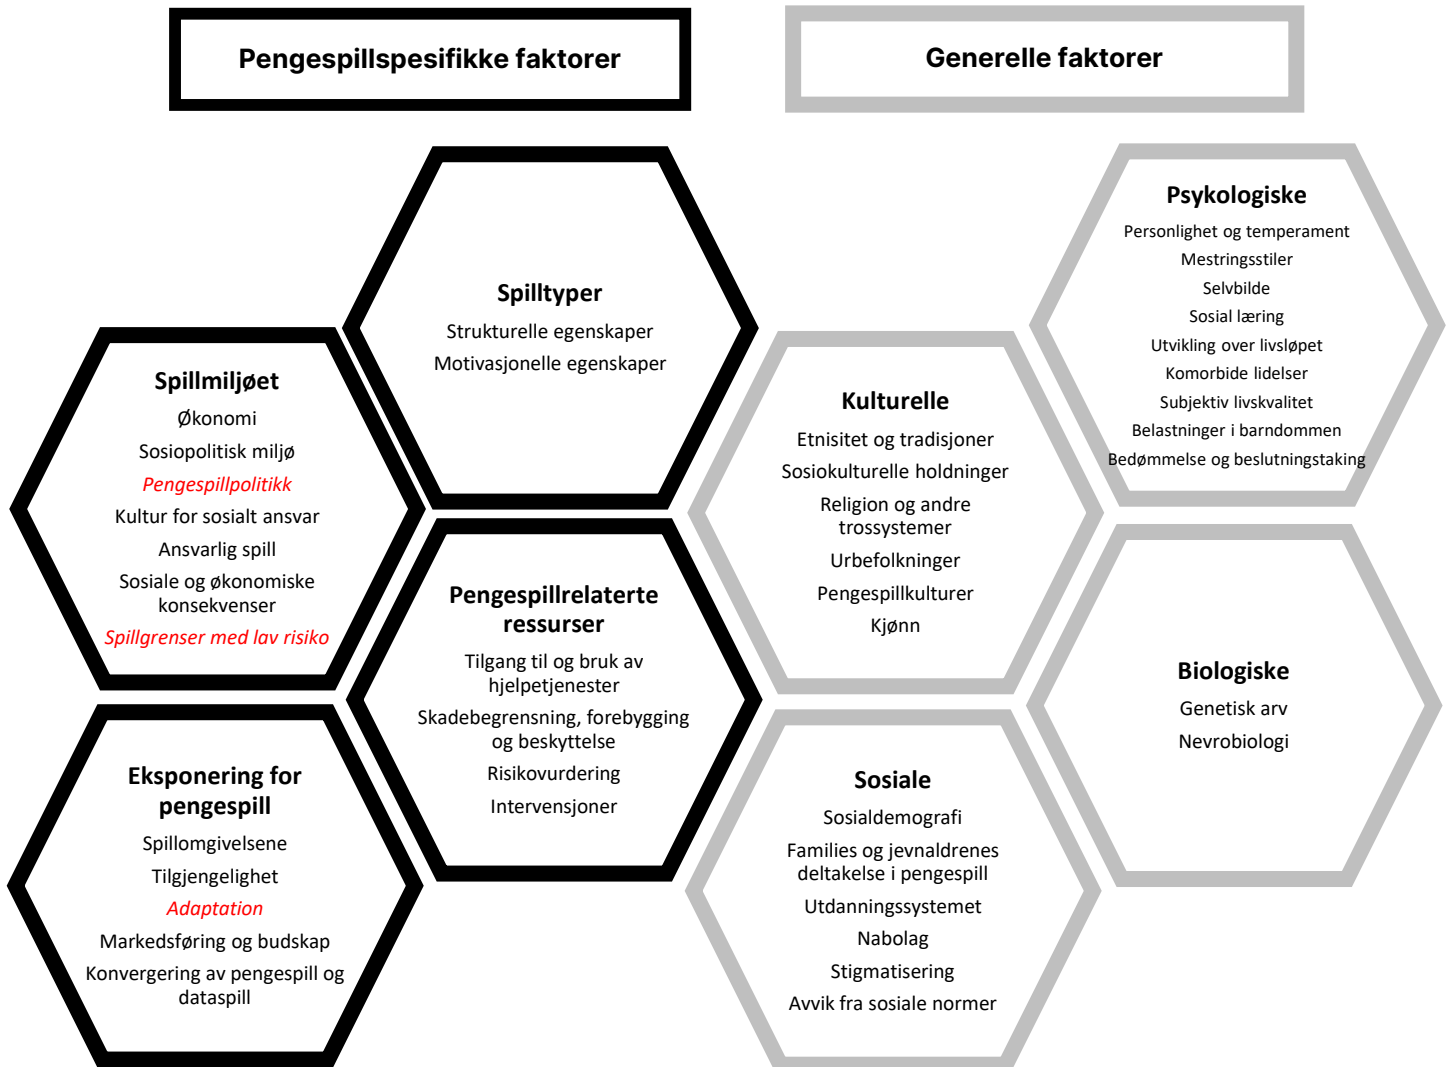 Pengespillspesifikke faktorer
Generelle faktorer
Spilltyper
Strukturelle egenskaper
Motivasjonelle egenskaper
Spillmiljøet
Økonomi
Sosiopolitisk miljø
Pengespillpolitikk
Kultur for sosialt ansvar
Ansvarlig spill
Sosiale og økonomiske
konsekvenser
Spillgrenser med lav risiko
Pengespillrelaterte
ressurser
Tilgang til og bruk av
hjelpetjenester
Skadebegrensning, forebygging
og beskyttelse
Risikovurdering
Intervensjoner
Eksponering for
pengespill
Spillomgivelsene
Tilgjengelighet
Adaptation
Markedsføring og budskap
Konvergering av pengespill og
dataspill
Psykologiske
Personlighet og temperament
Mestringsstiler
Selvbilde
Sosial læring
Utvikling over livsløpet
Komorbide lidelser
Subjektiv livskvalitet
Belastninger i barndommen
Bedømmelse og beslutningstaking
Kulturelle
Etnisitet og tradisjoner
Sosiokulturelle holdninger
Religion og andre
trossystemer
Urbefolkninger
Pengespillkulturer
Kjønn
Biologiske
Genetisk arv
Nevrobiologi
Sosiale
Sosialdemografi
Families og jevnaldrenes
deltakelse i pengespill
Utdanningssystemet
Nabolag
Stigmatisering
Avvik fra sosiale normer